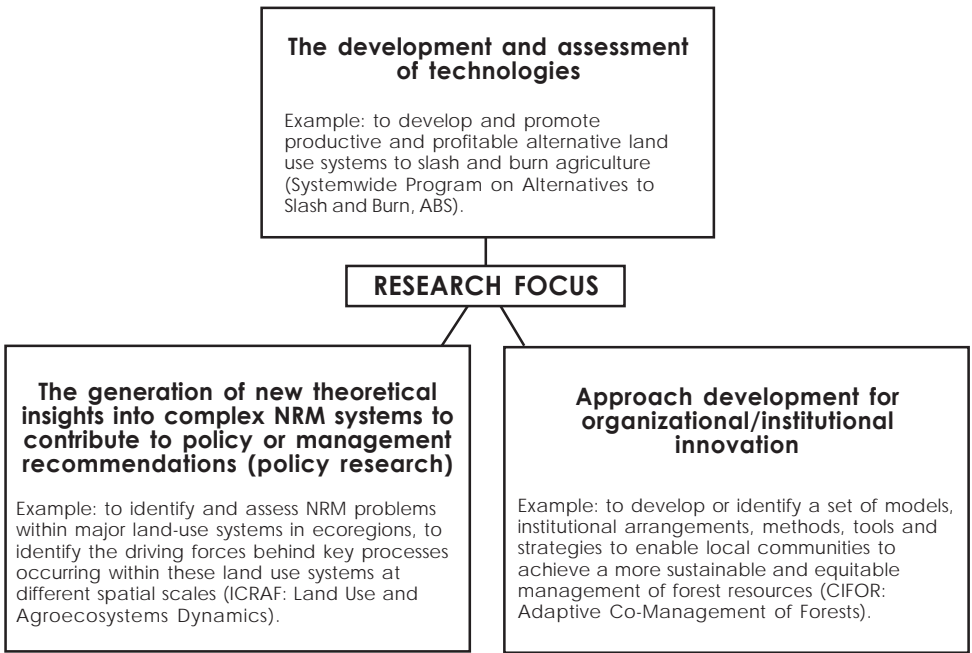 The development and assessment
of technologies
Example: to develop and promote
productive and profitable alternative land
use systems to slash and burn agriculture
(Systemwide Program on Alternatives to
Slash and Burn, ABS).
RESEARCH FOCUS
The generation of new theoretical
insights into complex NRM systems to
contribute to policy or management
recommendations (policy research)
Example: to identify and assess NRM problems
within major land-use systems in ecoregions, to
identify the driving forces behind key processes
occurring within these land use systems at
different spatial scales (ICRAF: Land Use and
Agroecosystems Dynamics).
Approach development for
organizational/institutional
innovation
Example: to develop or identify a set of models,
institutional arrangements, methods, tools and
strategies to enable local communities to
achieve a more sustainable and equitable
management of forest resources (CIFOR:
Adaptive Co-Management of Forests).